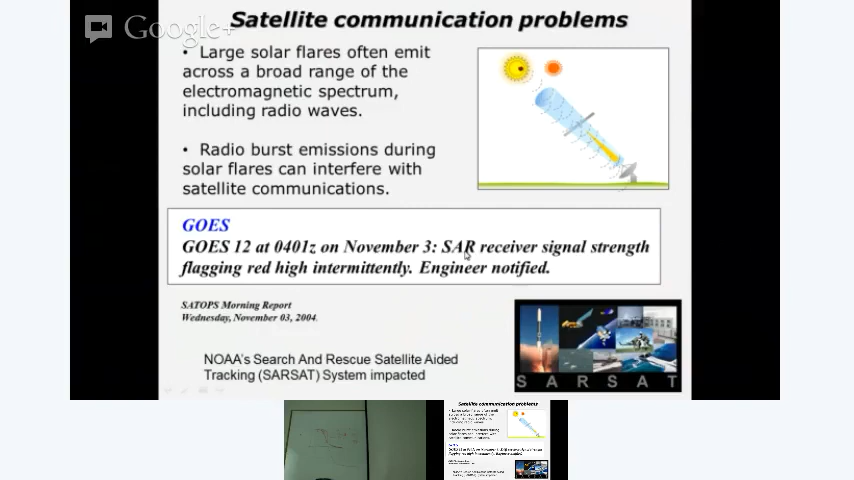 Satellite communication problems
Google+
• Large solar flares often emit
across a broad range of the
electromagnetic spectrum,
including radio waves.
• Radio burst emissions during
solar flares can interfere with
satellite communications.
GOES
GOES 12 at 0401z on November 3: SAR receiver signal strength
flagging red high intermittently. Engineer notified.
SATOPS Morning Report
Wednesday, November 03, 2004.
NOAA's Search And Rescue Satellite Aided
Tracking (SARSAT) System impacted
S A R S A T
Satellite communication problems